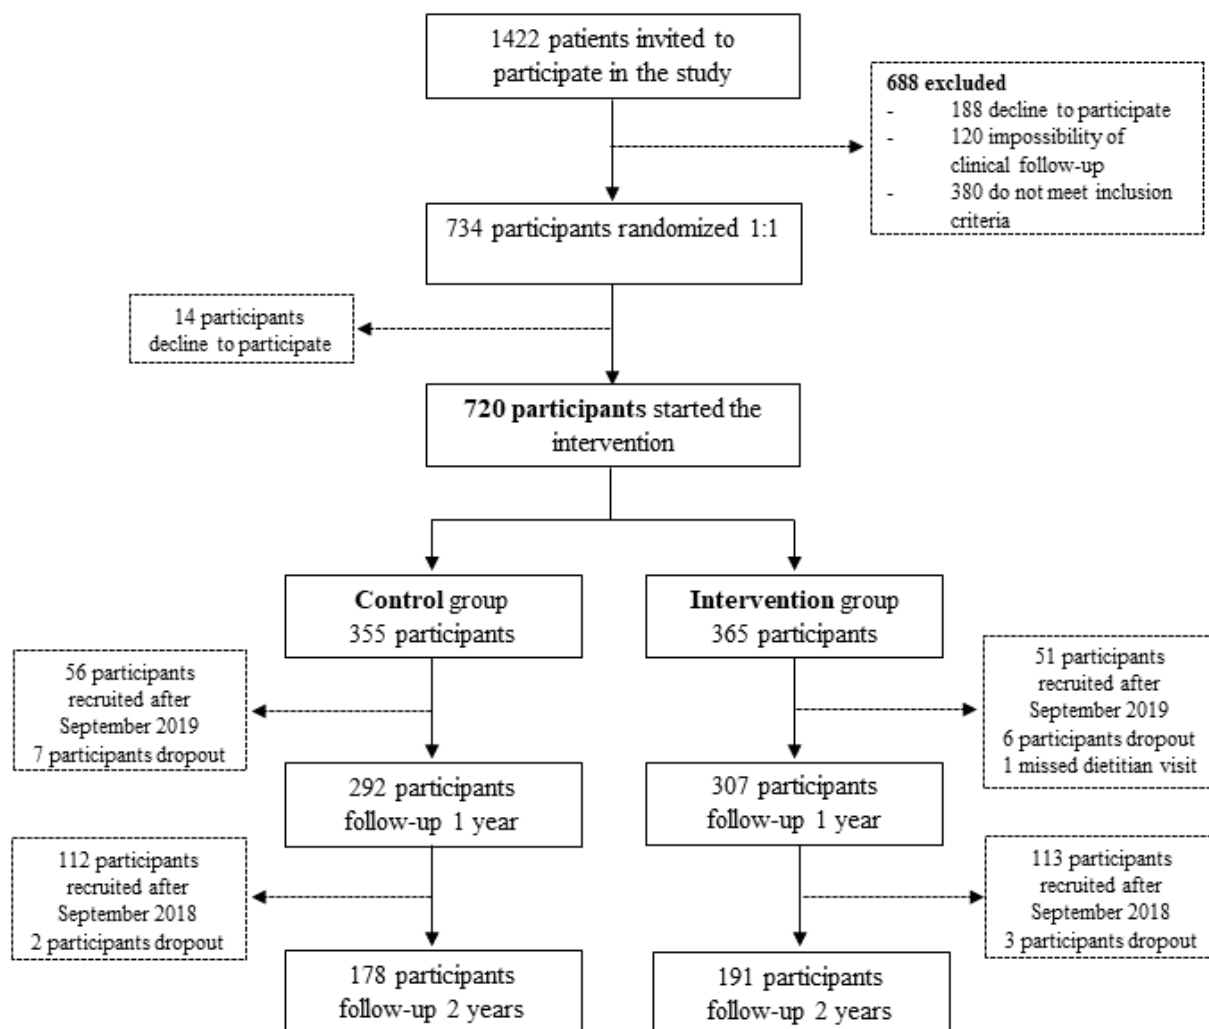 1422 patients invited to
participate in the study
688 excluded
- 188 decline to participate
- 120 impossibility of
clinical follow-up
- 380 do not meet inclusion
criteria
734 participants randomized 1:1
14 participants
decline to participate
720 participants started the
intervention
Control group
355 participants
Intervention group
365 participants
56 participants
recruited after
September 2019
7 participants dropout
51 participants
recruited after
September 2019
6 participants dropout
1 missed dietitian visit
292 participants
follow-up 1 year
307 participants
follow-up 1 year
112 participants
recruited after
September 2018
2 participants dropout
113 participants
recruited after
September 2018
3 participants dropout
178 participants
follow-up 2 years
191 participants
follow-up 2 years